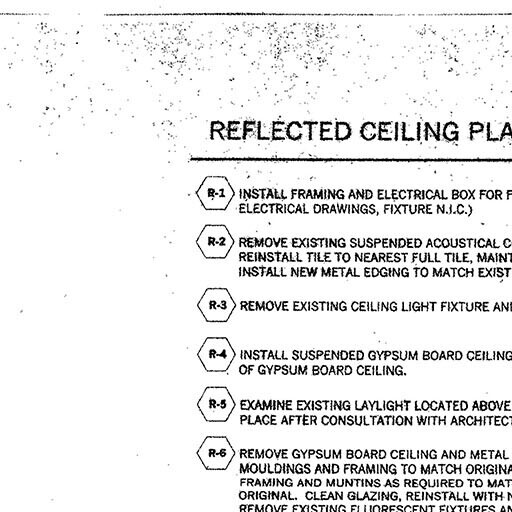 REFLECTED CEILING PLA
R-1 INSTALL FRAMING AND ELECTRICAL BOX FOR F
ELECTRICAL DRAWINGS, FIXTURE N.I.C.)
R-2 REMOVE EXISTING SUSPENDED ACOUSTICAL C
REINSTALL TILE TO NEAREST FULL TILE, MAINT
INSTALL NEW METAL EDGING TO MATCH EXIST
R-3 REMOVE EXISTING CEILING LIGHT FIXTURE AN
R-4 INSTALL SUSPENDED GYPSUM BOARD CEILING
OF GYPSUM BOARD CEILING.
R-5 EXAMINE EXISTING LAYLIGHT LOCATED ABOVE
PLACE AFTER CONSULTATION WITH ARCHITECT
R-6 REMOVE GYPSUM BOARD CEILING AND METAL
MOULDINGS AND FRAMING TO MATCH ORIGINA
FRAMING AND MUNTINS AS REQUIRED TO MAT
ORIGINAL. CLEAN GLAZING, REINSTALL WITH N
REMOVE EXISTING FLUORESCENT FIXTURES AN